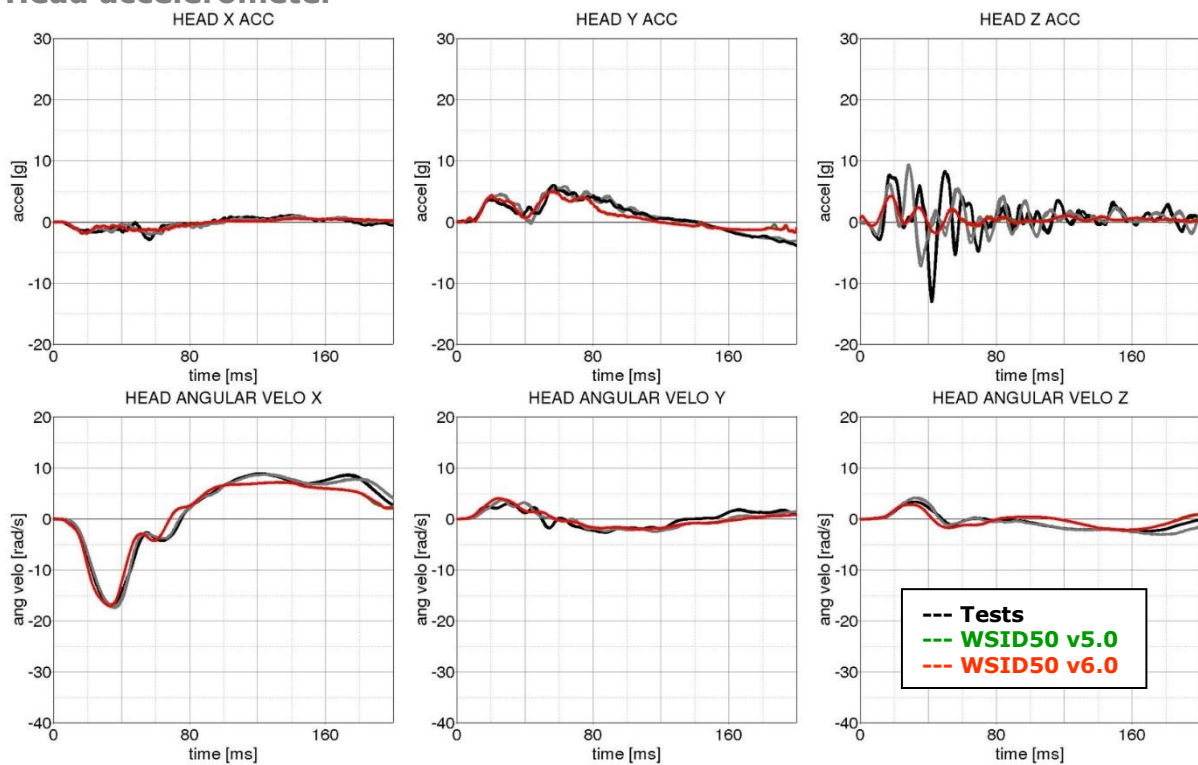 Head accelerometer
HEAD X ACC
HEAD Y ACC
HEAD Z ACC
accel [g]
30
20
10
0
-10
-20
0
80
160
time [ms]
accel [g]
30
20
10
0
-10
-20
0
80
160
time [ms]
accel [g]
30
20
10
0
-10
-20
0
80
160
time [ms]
HEAD ANGULAR VELO X
HEAD ANGULAR VELO Y
HEAD ANGULAR VELO Z
ang velo [rad/s]
20
10
0
-10
-20
-30
-40
0
80
160
time [ms]
ang velo [rad/s]
20
10
0
-10
-20
-30
-40
0
80
160
time [ms]
ang velo [rad/s]
20
10
0
-10
-20
-30
-40
0
80
160
time [ms]
--- Tests
--- WSID50 v5.0
--- WSID50 v6.0